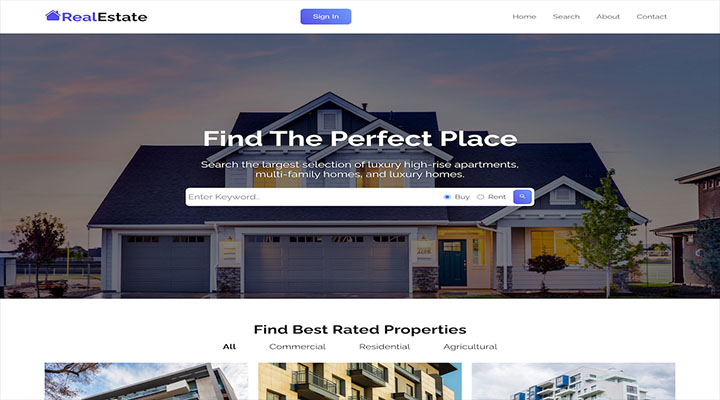 RealEstate
Sign In
Home Search About Contact
Find The Perfect Place
Search the largest selection of luxury high-rise apartments,
multi-family homes, and luxury homes.
Enter Keyword..
Buy Rent
Find Best Rated Properties
All Commercial Residential Agricultural